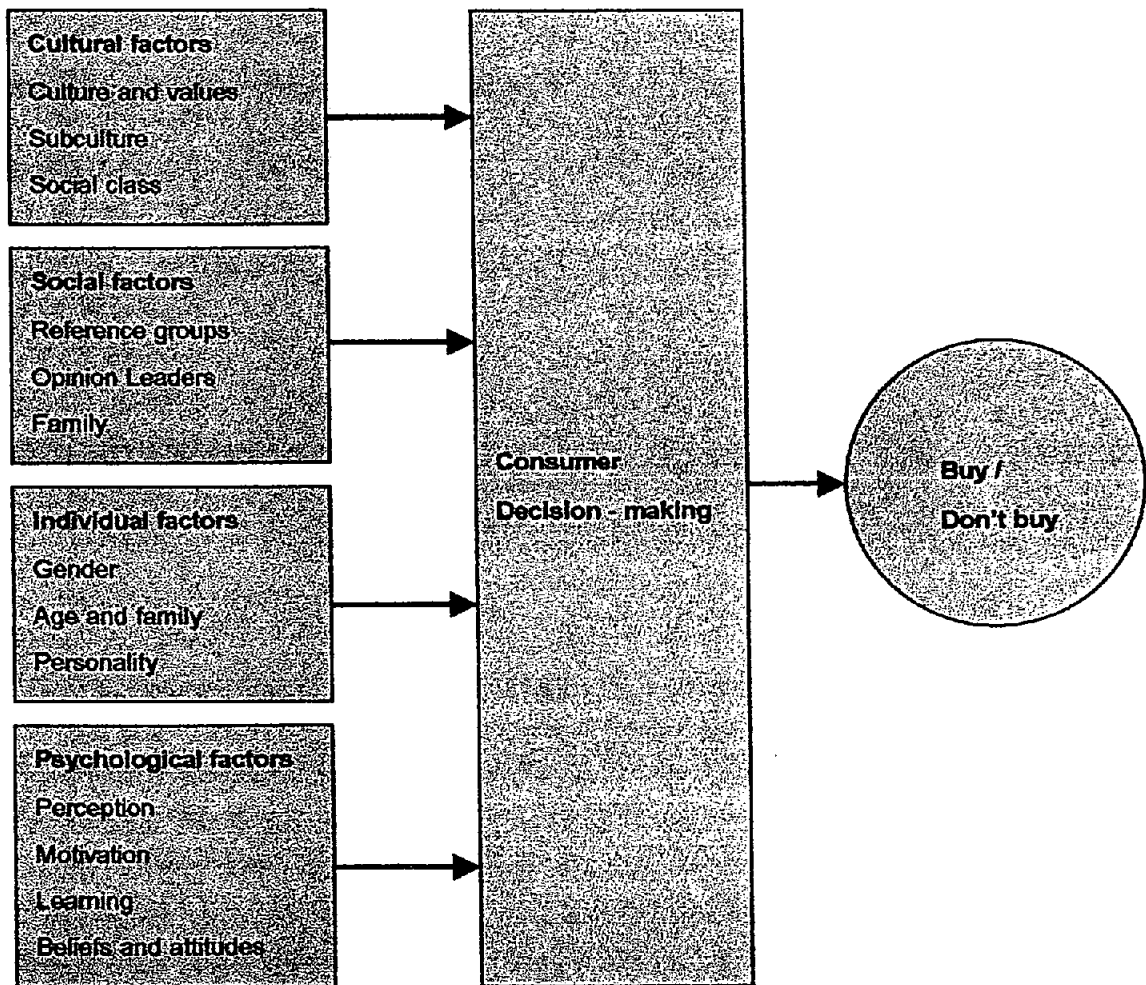 Cultural factors
Culture and values
Subculture
Social class
Social factors
Reference groups
Opinion Leaders
Family
Individual factors
Gender
Age and family
Personality
Psychological factors
Perception
Motivation
Learning
Beliefs and attitudes
Consumer
Decision - making
Buy /
Don't buy